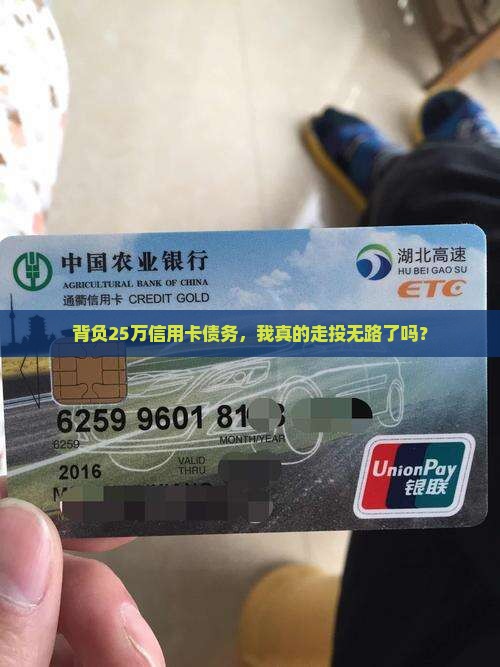 中国农业银行
AGRICULTURAL BANK OF CHINA
通衢信用卡 CREDIT GOLD
湖北高速
HU BEI GAO SU
ETC
背负25万信用卡债务，我真的走投无路了吗？
6259 9601 81
6259
MONTH/YEAR
2016
VALID
THRU
UnionPay
银联